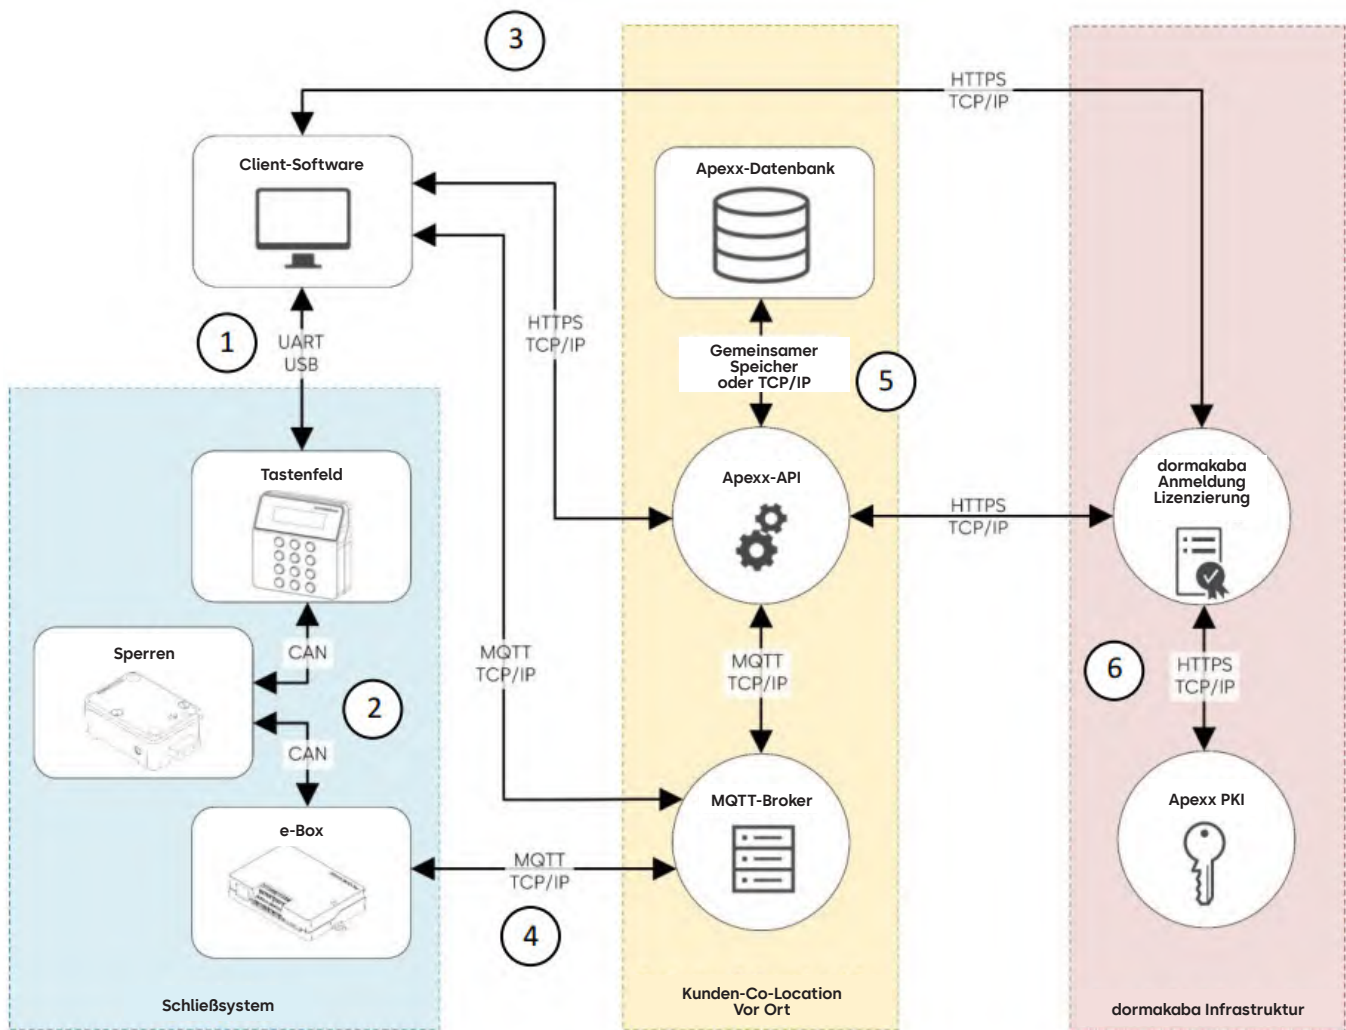 3
HTTPS
TCP/IP
Client-Software
Apexx-Datenbank
1
UART
USB
HTTPS
TCP/IP
Gemeinsamer
Speicher
oder TCP/IP
5
Tastenfeld
Apexx-API
HTTPS
TCP/IP
dormakaba
Anmeldung
Lizenzierung
Sperren
CAN
2
CAN
MQTT
TCP/IP
MQTT
TCP/IP
6
HTTPS
TCP/IP
e-Box
MQTT
TCP/IP
4
MQTT-Broker
Apexx PKI
Schließsystem
Kunden-Co-Location
Vor Ort
dormakaba Infrastruktur